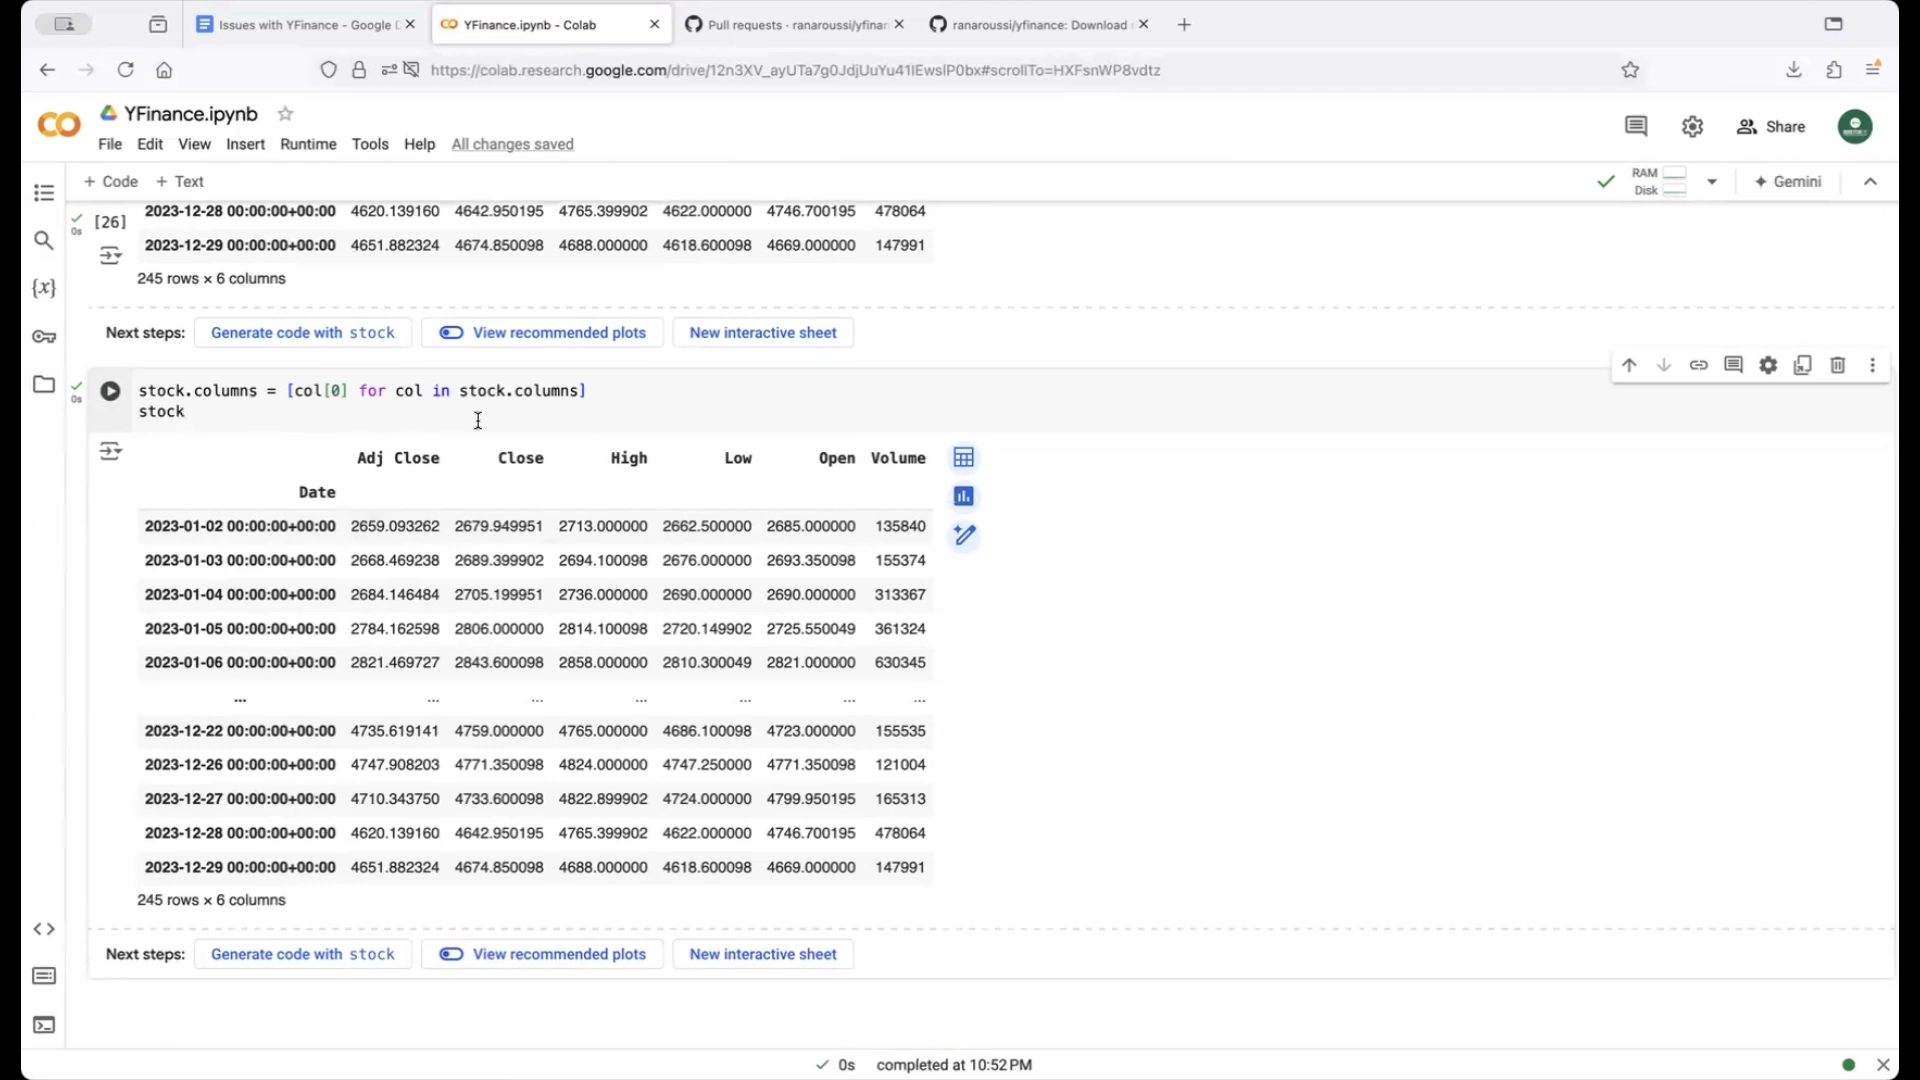 Issues with YFinance - Google D
YFinance.ipynb - Colab
Pull requests · ranaroussi/yfinan
ranaroussi/yfinance: Download
https://colab.research.google.com/drive/12n3XV_ayUTa7g0JdjUuYu41lEwslP0bx#scrollTo=HXFsnWP8vdtz
YFinance.ipynb
Share
File Edit View Insert Runtime Tools Help All changes saved
+ Code + Text
RAM
Disk
Gemini
0s
[26]
2023-12-28 00:00:00+00:00 4620.139160 4642.950195 4765.399902 4622.000000 4746.700195 478064
2023-12-29 00:00:00+00:00 4651.882324 4674.850098 4688.000000 4618.600098 4669.000000 147991
245 rows × 6 columns
{x}
Next steps: Generate code with stock View recommended plots New interactive sheet
0s
stock.columns = [col[0] for col in stock.columns]
stock
Adj Close Close High Low Open Volume
Date
2023-01-02 00:00:00+00:00 2659.093262 2679.949951 2713.000000 2662.500000 2685.000000 135840
2023-01-03 00:00:00+00:00 2668.469238 2689.399902 2694.100098 2676.000000 2693.350098 155374
2023-01-04 00:00:00+00:00 2684.146484 2705.199951 2736.000000 2690.000000 2690.000000 313367
2023-01-05 00:00:00+00:00 2784.162598 2806.000000 2814.100098 2720.149902 2725.550049 361324
2023-01-06 00:00:00+00:00 2821.469727 2843.600098 2858.000000 2810.300049 2821.000000 630345
... ... ... ... ... ... ...
2023-12-22 00:00:00+00:00 4735.619141 4759.000000 4765.000000 4686.100098 4723.000000 155535
2023-12-26 00:00:00+00:00 4747.908203 4771.350098 4824.000000 4747.250000 4771.350098 121004
2023-12-27 00:00:00+00:00 4710.343750 4733.600098 4822.899902 4724.000000 4799.950195 165313
2023-12-28 00:00:00+00:00 4620.139160 4642.950195 4765.399902 4622.000000 4746.700195 478064
2023-12-29 00:00:00+00:00 4651.882324 4674.850098 4688.000000 4618.600098 4669.000000 147991
245 rows × 6 columns
Next steps: Generate code with stock View recommended plots New interactive sheet
0s completed at 10:52 PM